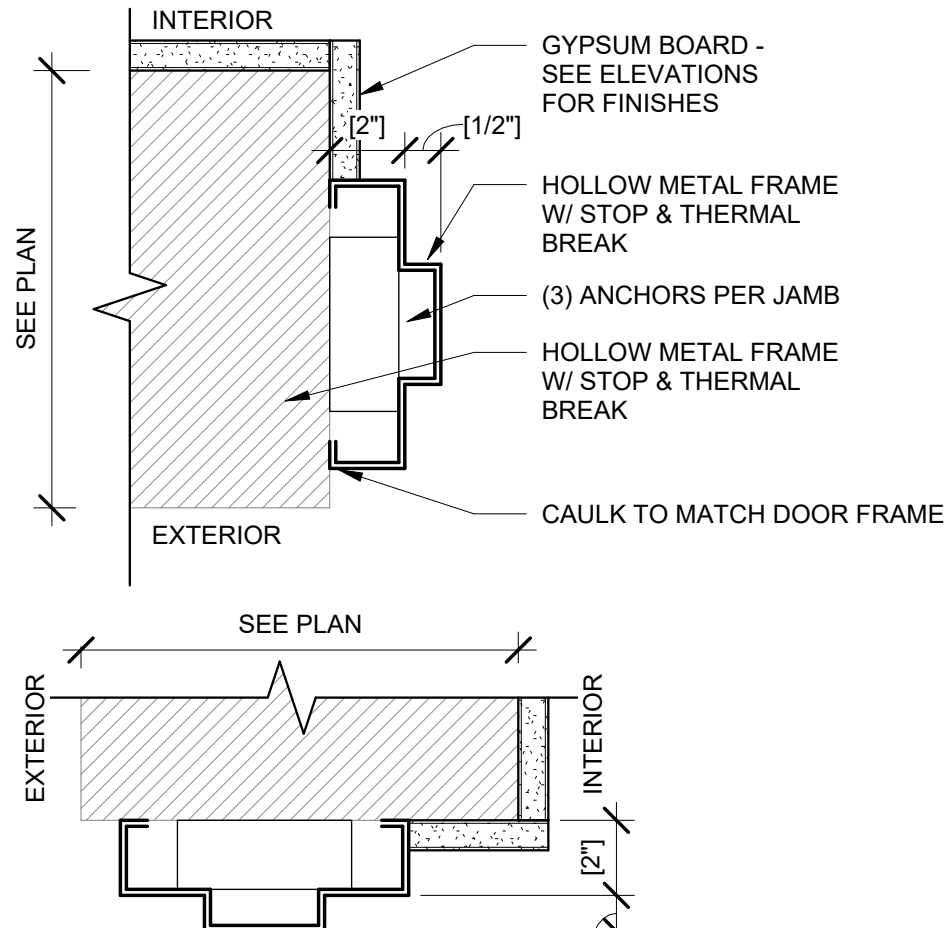 INTERIOR
GYPSUM BOARD -
SEE ELEVATIONS
FOR FINISHES
[2"]
[1/2"]
HOLLOW METAL FRAME
W/ STOP & THERMAL
BREAK
SEE PLAN
(3) ANCHORS PER JAMB
HOLLOW METAL FRAME
W/ STOP & THERMAL
BREAK
CAULK TO MATCH DOOR FRAME
EXTERIOR
SEE PLAN
EXTERIOR
INTERIOR
[2"]